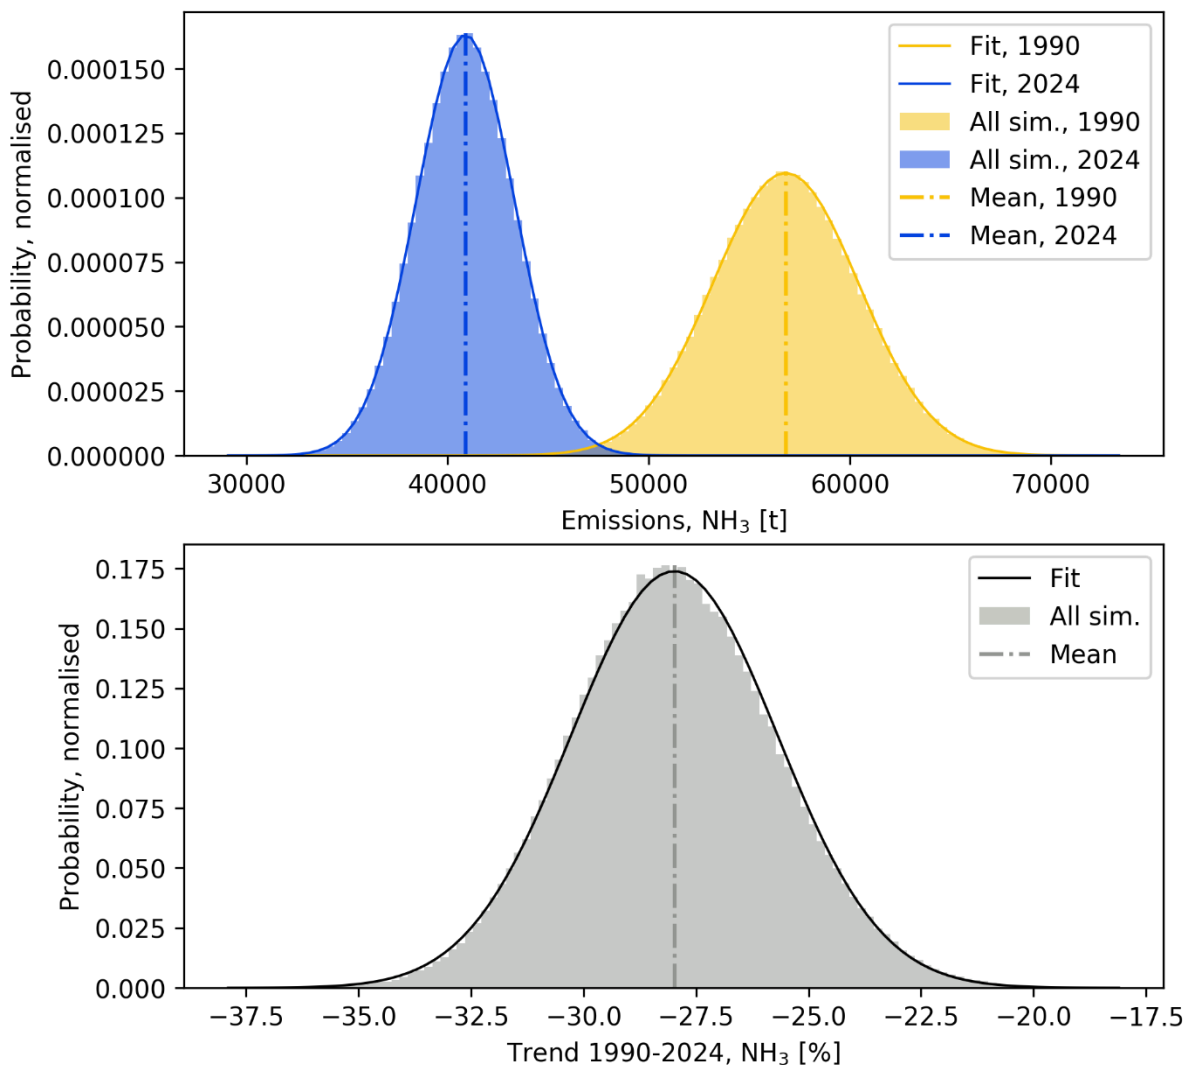 Probability, normalised
0.000150
0.000125
0.000100
0.000075
0.000050
0.000025
0.000000
Fit, 1990
Fit, 2024
All sim., 1990
All sim., 2024
Mean, 1990
Mean, 2024
30000 40000 50000 60000 70000
Emissions, NH₃ [t]
Probability, normalised
0.175
0.150
0.125
0.100
0.075
0.050
0.025
0.000
Fit
All sim.
Mean
−37.5 −35.0 −32.5 −30.0 −27.5 −25.0 −22.5 −20.0 −17.5
Trend 1990-2024, NH₃ [%]